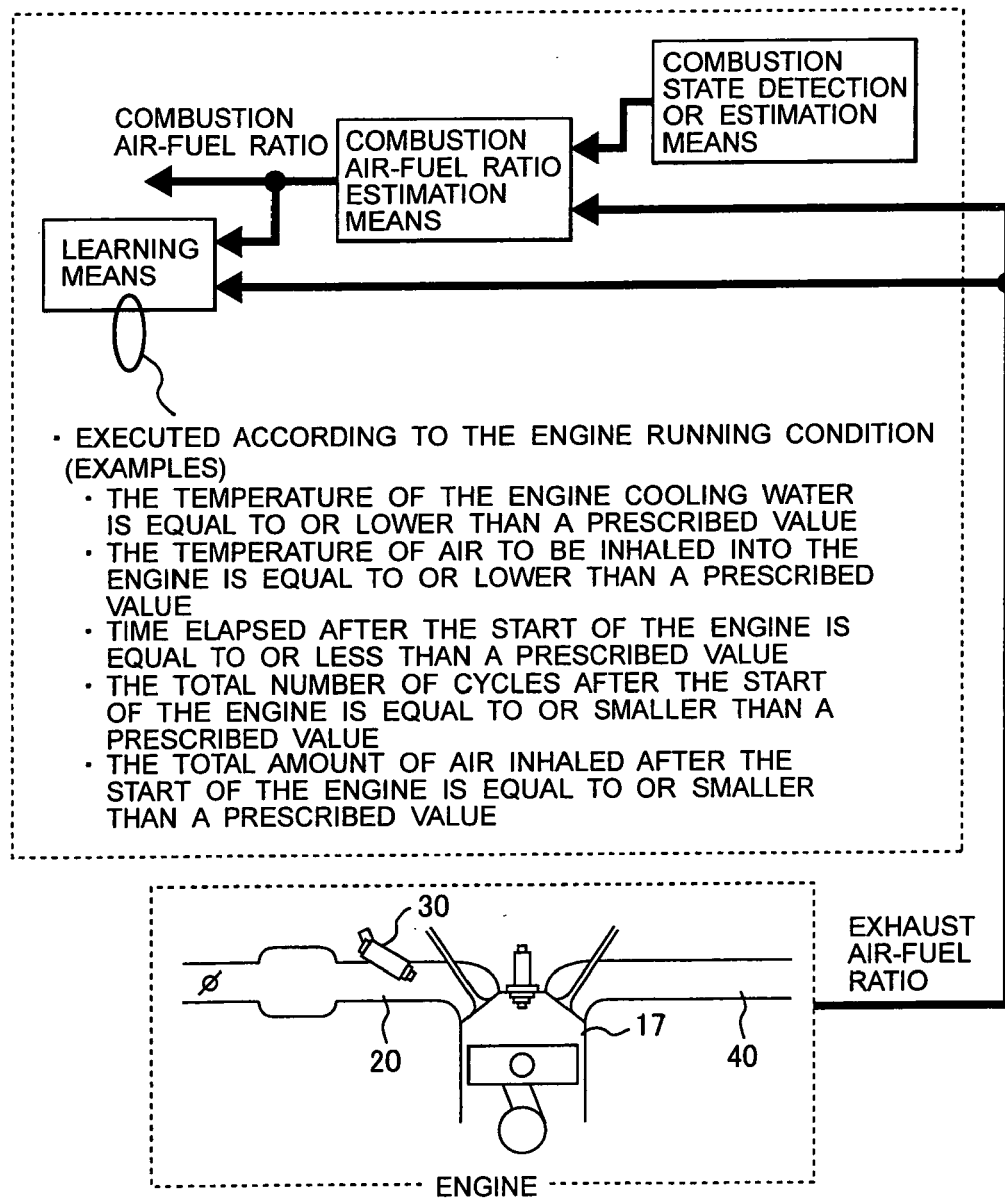 COMBUSTION
STATE DETECTION
OR ESTIMATION
MEANS
COMBUSTION
AIR-FUEL RATIO
COMBUSTION
AIR-FUEL RATIO
ESTIMATION
MEANS
LEARNING
MEANS
・ EXECUTED ACCORDING TO THE ENGINE RUNNING CONDITION
(EXAMPLES)
・ THE TEMPERATURE OF THE ENGINE COOLING WATER
IS EQUAL TO OR LOWER THAN A PRESCRIBED VALUE
・ THE TEMPERATURE OF AIR TO BE INHALED INTO THE
ENGINE IS EQUAL TO OR LOWER THAN A PRESCRIBED
VALUE
・ TIME ELAPSED AFTER THE START OF THE ENGINE IS
EQUAL TO OR LESS THAN A PRESCRIBED VALUE
・ THE TOTAL NUMBER OF CYCLES AFTER THE START
OF THE ENGINE IS EQUAL TO OR SMALLER THAN A
PRESCRIBED VALUE
・ THE TOTAL AMOUNT OF AIR INHALED AFTER THE
START OF THE ENGINE IS EQUAL TO OR SMALLER
THAN A PRESCRIBED VALUE
30
EXHAUST
AIR-FUEL
RATIO
17
20
40
ENGINE